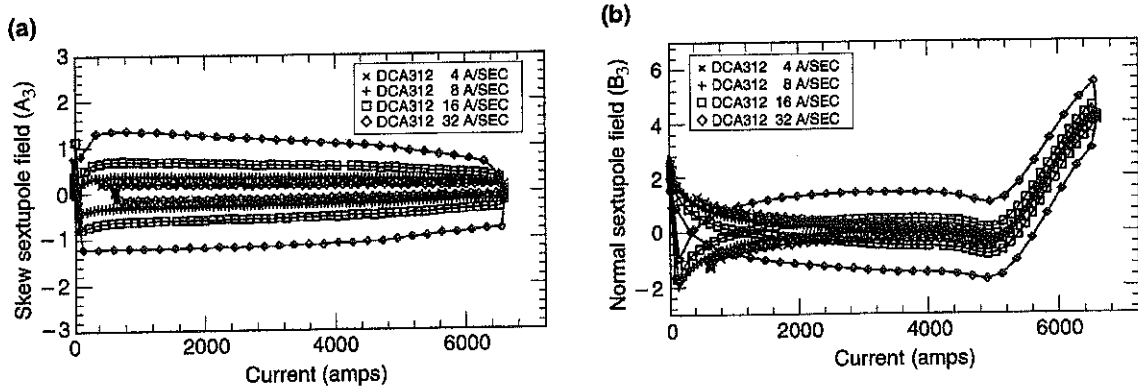 (a)
3
2
1
0
−1
−2
−3
Skew sextupole field (A3)
× DCA312 4 A/SEC
+ DCA312 8 A/SEC
□ DCA312 16 A/SEC
◇ DCA312 32 A/SEC
0 2000 4000 6000
Current (amps)
(b)
6
4
2
0
−2
Normal sextupole field (B3)
× DCA312 4 A/SEC
+ DCA312 8 A/SEC
□ DCA312 16 A/SEC
◇ DCA312 32 A/SEC
0 2000 4000 6000
Current (amps)